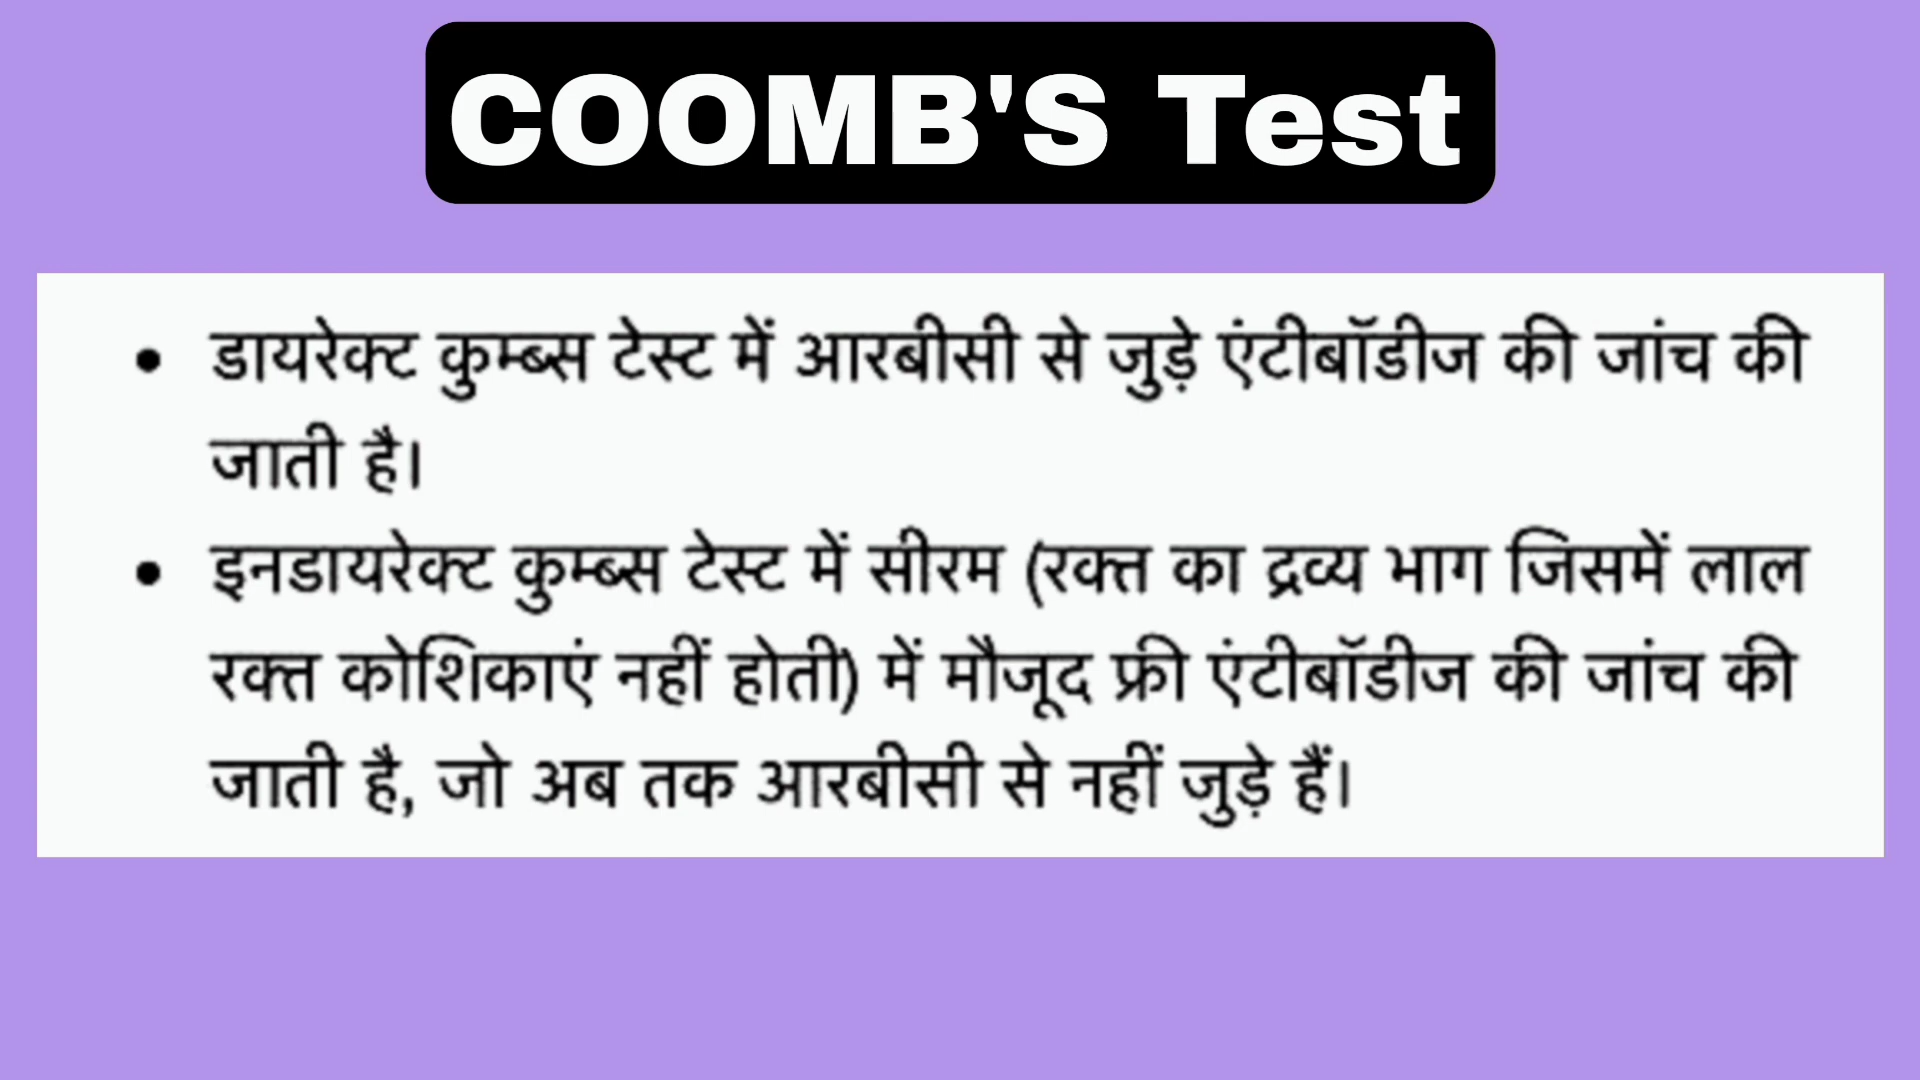 COOMB'S Test
• डायरेक्ट कुम्ब्स टेस्ट में आरबीसी से जुड़े एंटीबॉडीज की जांच की
जाती है।
• इनडायरेक्ट कुम्ब्स टेस्ट में सीरम (रक्त का द्रव्य भाग जिसमें लाल
रक्त कोशिकाएं नहीं होती) में मौजूद फ्री एंटीबॉडीज की जांच की
जाती है, जो अब तक आरबीसी से नहीं जुड़े हैं।